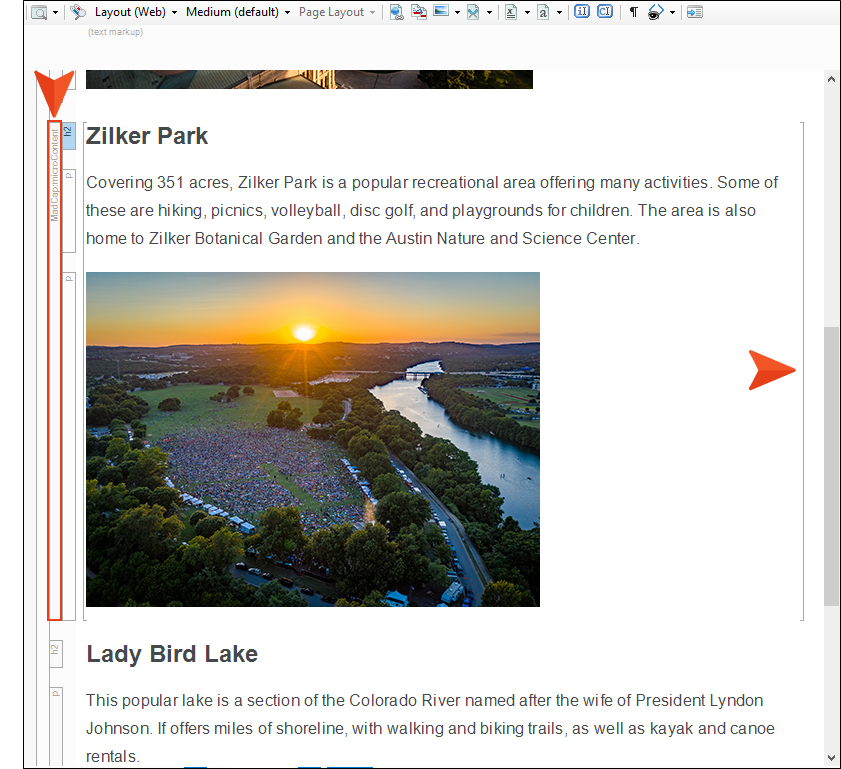 Layout (Web) Medium (default) Page Layout
(text markup)
MadCap:microContent
h2
Zilker Park
p
Covering 351 acres, Zilker Park is a popular recreational area offering many activities. Some of
these are hiking, picnics, volleyball, disc golf, and playgrounds for children. The area is also
home to Zilker Botanical Garden and the Austin Nature and Science Center.
p
h2
Lady Bird Lake
p
This popular lake is a section of the Colorado River named after the wife of President Lyndon
Johnson. If offers miles of shoreline, with walking and biking trails, as well as kayak and canoe
rentals.